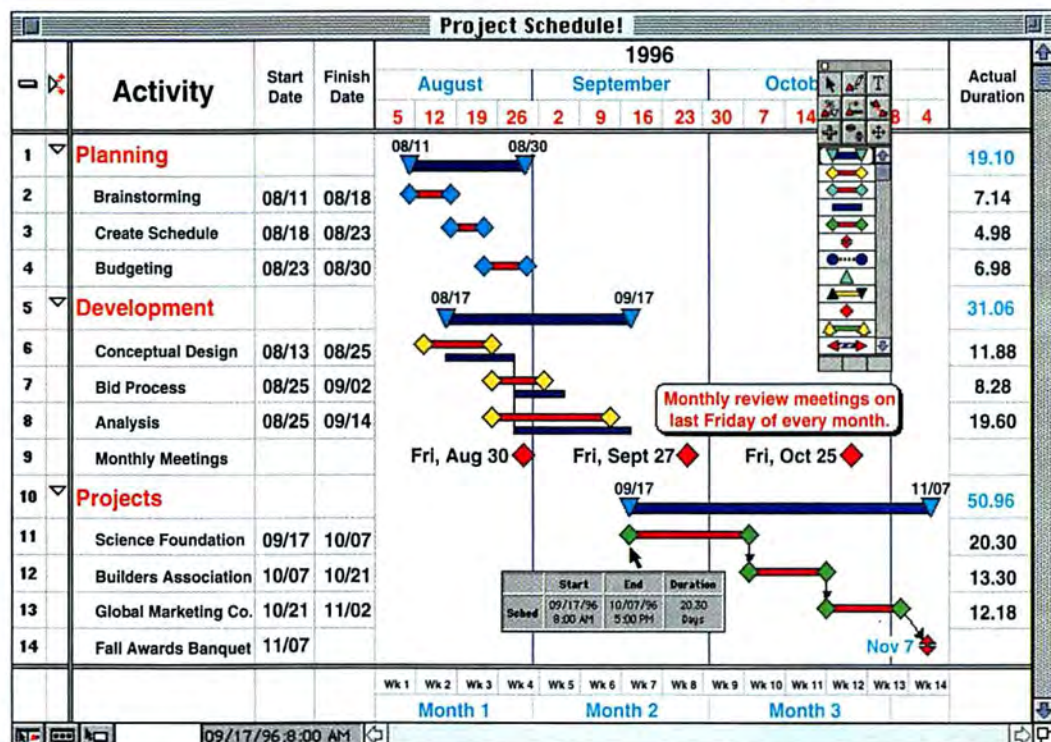 Project Schedule!
1996
Activity Start Date Finish Date August September Octob Actual Duration
5 12 19 26 2 9 16 23 30 7 14 8 4
1 Planning 08/11 08/30 19.10
2 Brainstorming 08/11 08/18 7.14
3 Create Schedule 08/18 08/23 4.98
4 Budgeting 08/23 08/30 6.98
5 Development 08/17 09/17 31.06
6 Conceptual Design 08/13 08/25 11.88
7 Bid Process 08/25 09/02 8.28
Monthly review meetings on
last Friday of every month.
8 Analysis 08/25 09/14 19.60
9 Monthly Meetings Fri, Aug 30 Fri, Sept 27 Fri, Oct 25
10 Projects 09/17 11/07 50.96
11 Science Foundation 09/17 10/07 20.30
12 Builders Association 10/07 10/21 13.30
Start End Duration
Sched 09/17/96 10/07/96 20.30
8:00 AM 5:00 PM Days
13 Global Marketing Co. 10/21 11/02 12.18
14 Fall Awards Banquet 11/07 Nov 7
Wk 1 Wk 2 Wk 3 Wk 4 Wk 5 Wk 6 Wk 7 Wk 8 Wk 9 Wk 10 Wk 11 Wk 12 Wk 13 Wk 14
Month 1 Month 2 Month 3
09/17/96 8:00 AM
T